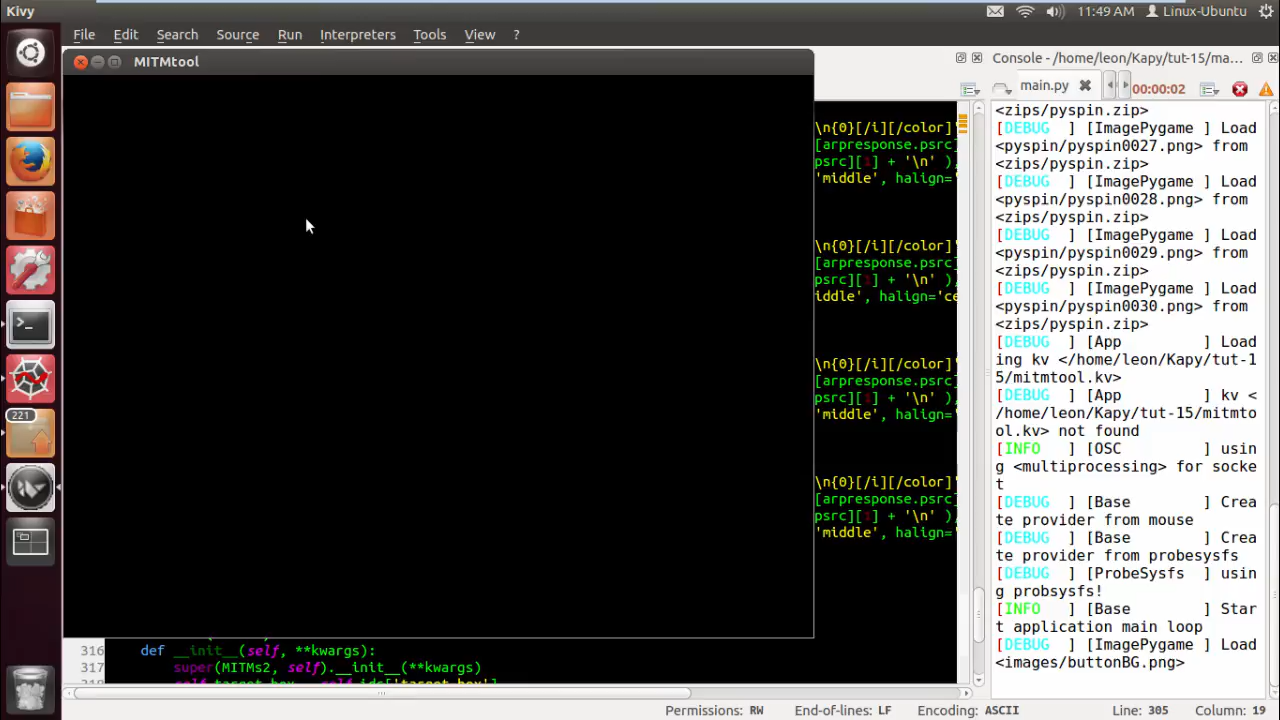 Kivy
11:49 AM
Linux-Ubuntu
File Edit Search Source Run Interpreters Tools View ?
MITMtool
Console - /home/leon/Kapy/tut-15/ma...
main.py
00:00:02
\n{0}[/i][/color]'
[arpresponse.psrc]
psrc][1] + '\n' ),
'middle', halign='
\n{0}[/i][/color]'
[arpresponse.psrc]
psrc][1] + '\n' ),
iddle', halign='ce
\n{0}[/i][/color]'
[arpresponse.psrc]
psrc][1] + '\n' ),
'middle', halign='
\n{0}[/i][/color]'
[arpresponse.psrc]
psrc][1] + '\n' ),
'middle', halign='
221
316 def __init__(self, **kwargs):
317 super(MITMs2, self).__init__(**kwargs)
self.target_box = self.ids['target_box']
<zips/pyspin.zip>
[DEBUG ] [ImagePygame ] Load
<pyspin/pyspin0027.png> from
<zips/pyspin.zip>
[DEBUG ] [ImagePygame ] Load
<pyspin/pyspin0028.png> from
<zips/pyspin.zip>
[DEBUG ] [ImagePygame ] Load
<pyspin/pyspin0029.png> from
<zips/pyspin.zip>
[DEBUG ] [ImagePygame ] Load
<pyspin/pyspin0030.png> from
<zips/pyspin.zip>
[DEBUG ] [App ] Load
ing kv </home/leon/Kapy/tut-1
5/mitmtool.kv>
[DEBUG ] [App ] kv <
/home/leon/Kapy/tut-15/mitmto
ol.kv> not found
[INFO ] [OSC ] usin
g <multiprocessing> for socke
t
[DEBUG ] [Base ] Crea
te provider from mouse
[DEBUG ] [Base ] Crea
te provider from probesysfs
[DEBUG ] [ProbeSysfs ] usin
g probsysfs!
[INFO ] [Base ] Star
t application main loop
[DEBUG ] [ImagePygame ] Load
<images/buttonBG.png>
Permissions: RW End-of-lines: LF Encoding: ASCII Line: 305 Column: 19